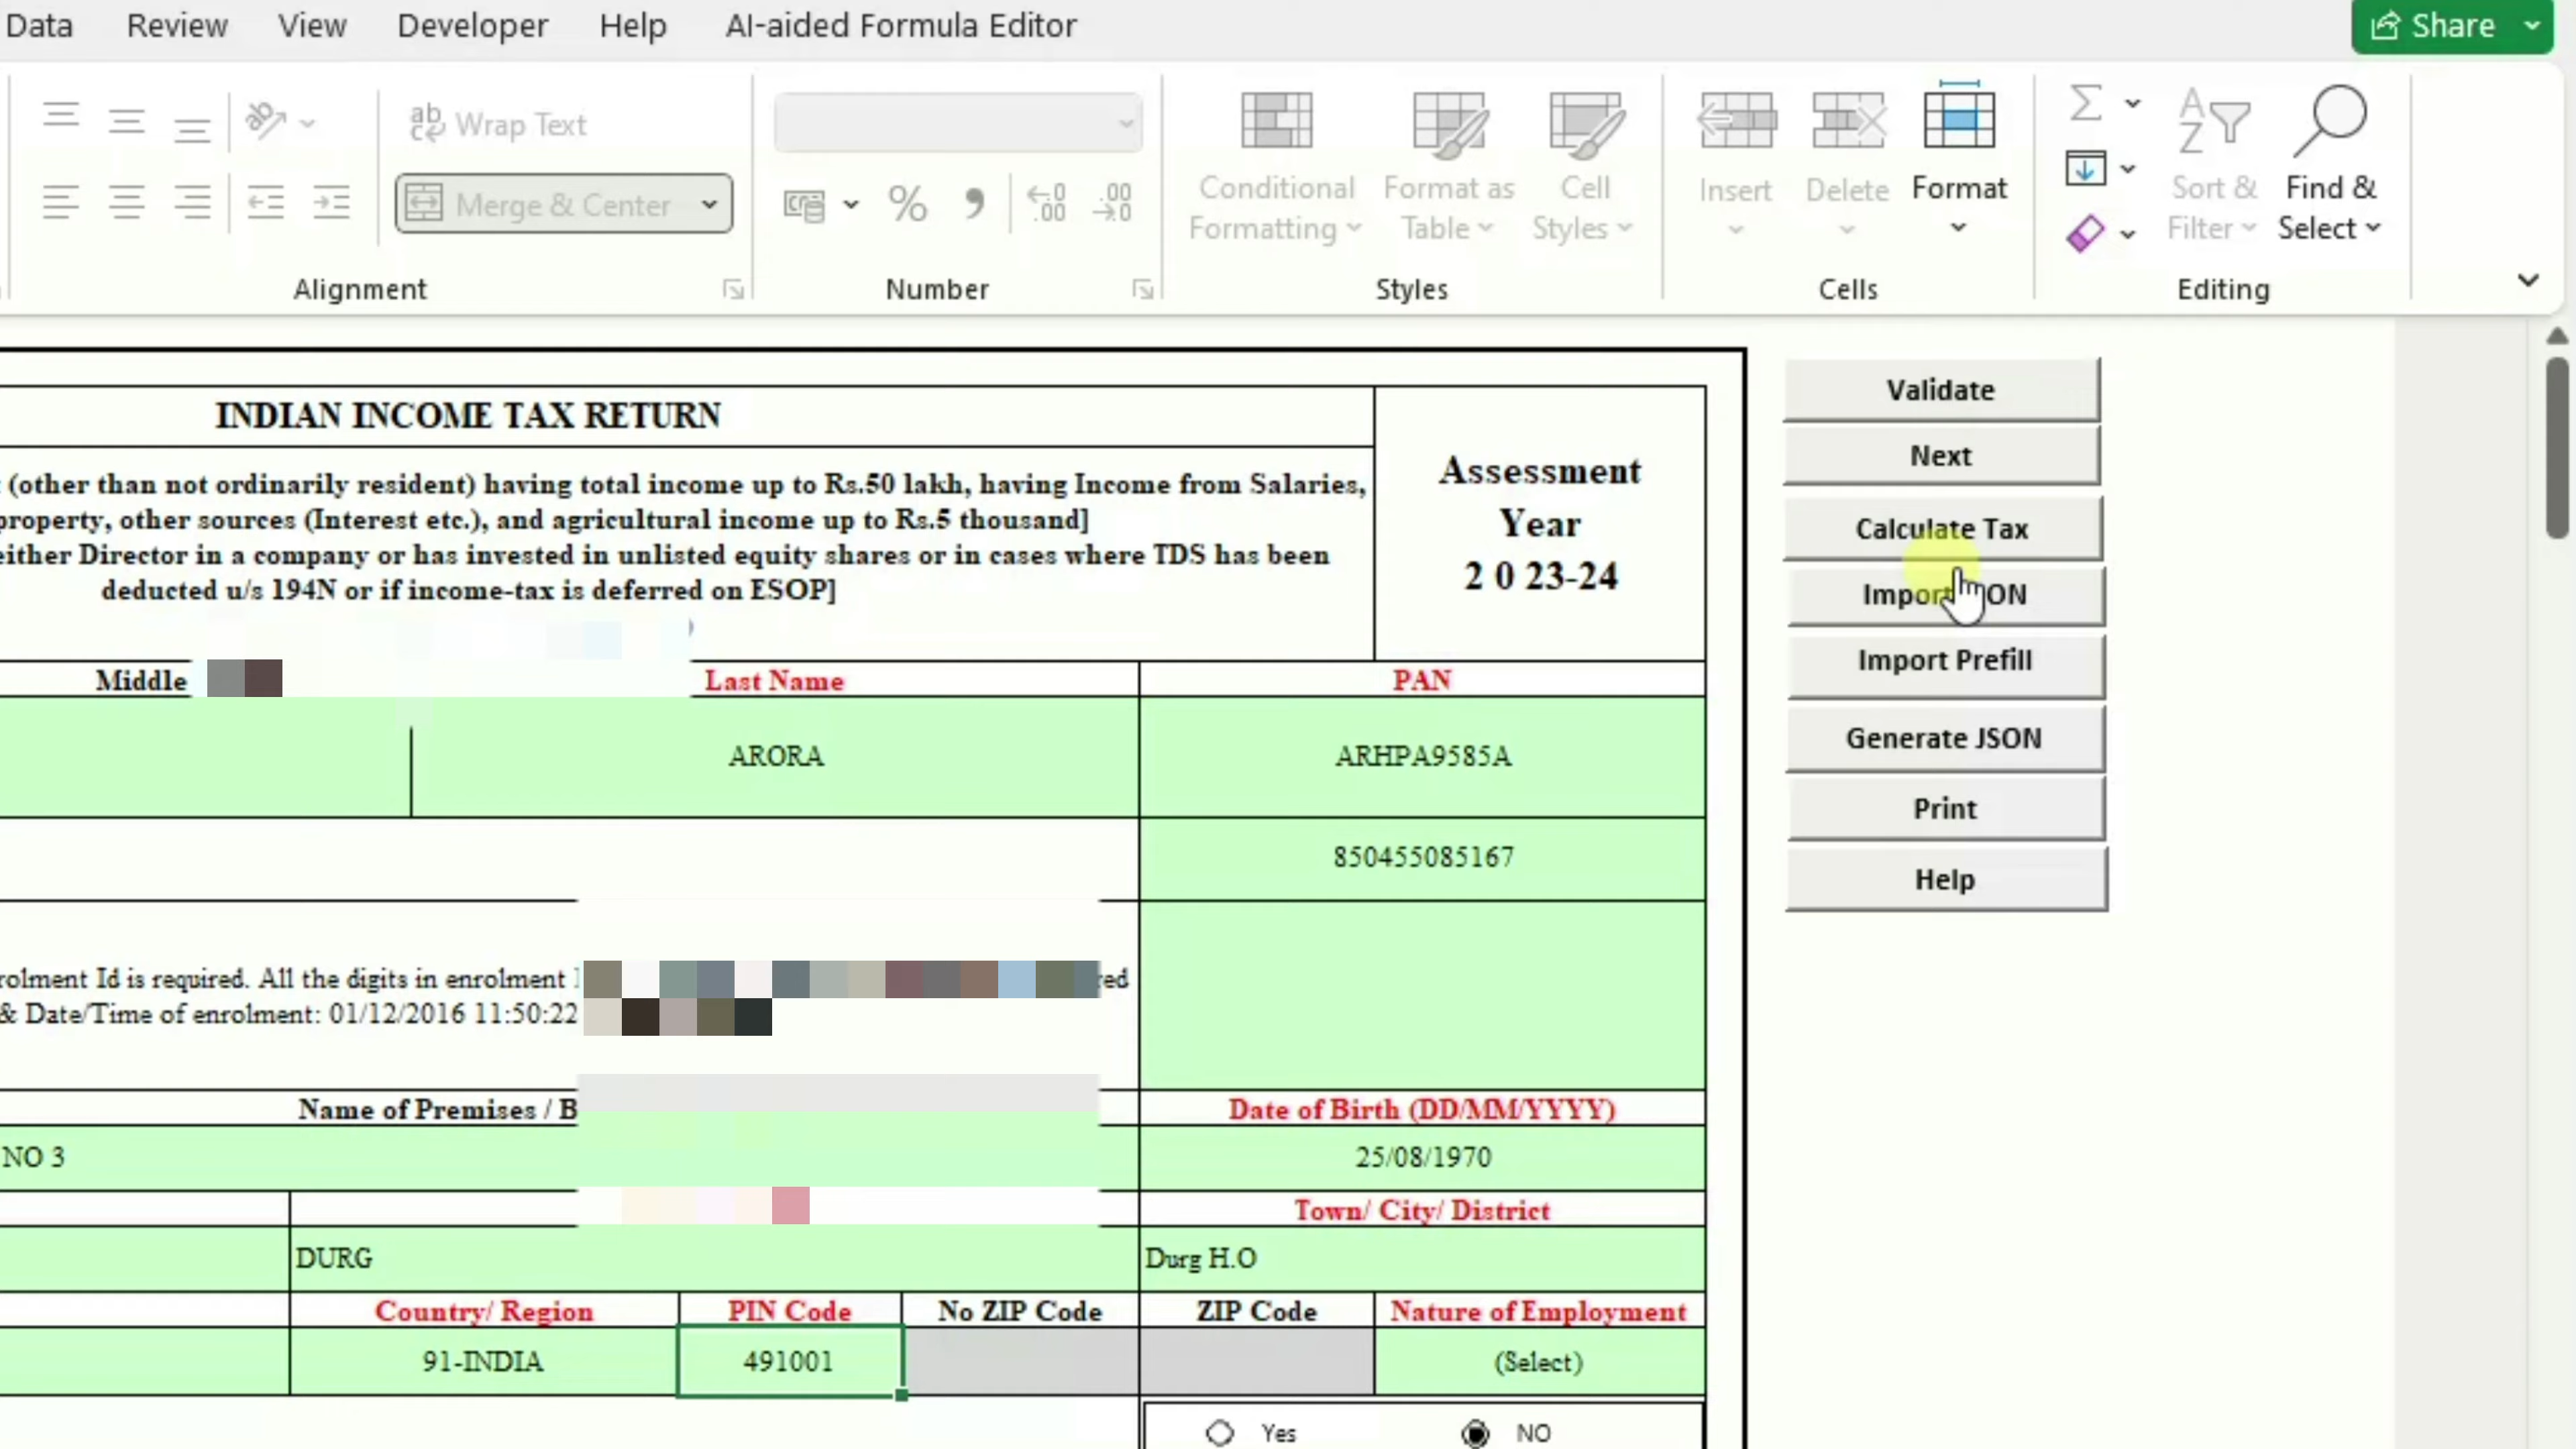 Data Review View Developer Help AI-aided Formula Editor Share
Wrap Text
Merge & Center
Conditional Formatting
Format as Table
Cell Styles
Insert
Delete
Format
Sort & Filter
Find & Select
Alignment Number Styles Cells Editing
INDIAN INCOME TAX RETURN
(other than not ordinarily resident) having total income up to Rs.50 lakh, having Income from Salaries,
property, other sources (Interest etc.), and agricultural income up to Rs.5 thousand]
either Director in a company or has invested in unlisted equity shares or in cases where TDS has been
deducted u/s 194N or if income-tax is deferred on ESOP]
Assessment
Year
2 0 23-24
Validate
Next
Calculate Tax
Import
Import Prefill
Generate JSON
Print
Help
Middle Last Name PAN
ARORA ARHPA9585A
850455085167
rolment Id is required. All the digits in enrolment
& Date/Time of enrolment: 01/12/2016 11:50:22
Name of Premises / B Date of Birth (DD/MM/YYYY)
NO 3 25/08/1970
Town/ City/ District
DURG Durg H.O
Country/ Region PIN Code No ZIP Code ZIP Code Nature of Employment
91-INDIA 491001 (Select)
Yes NO